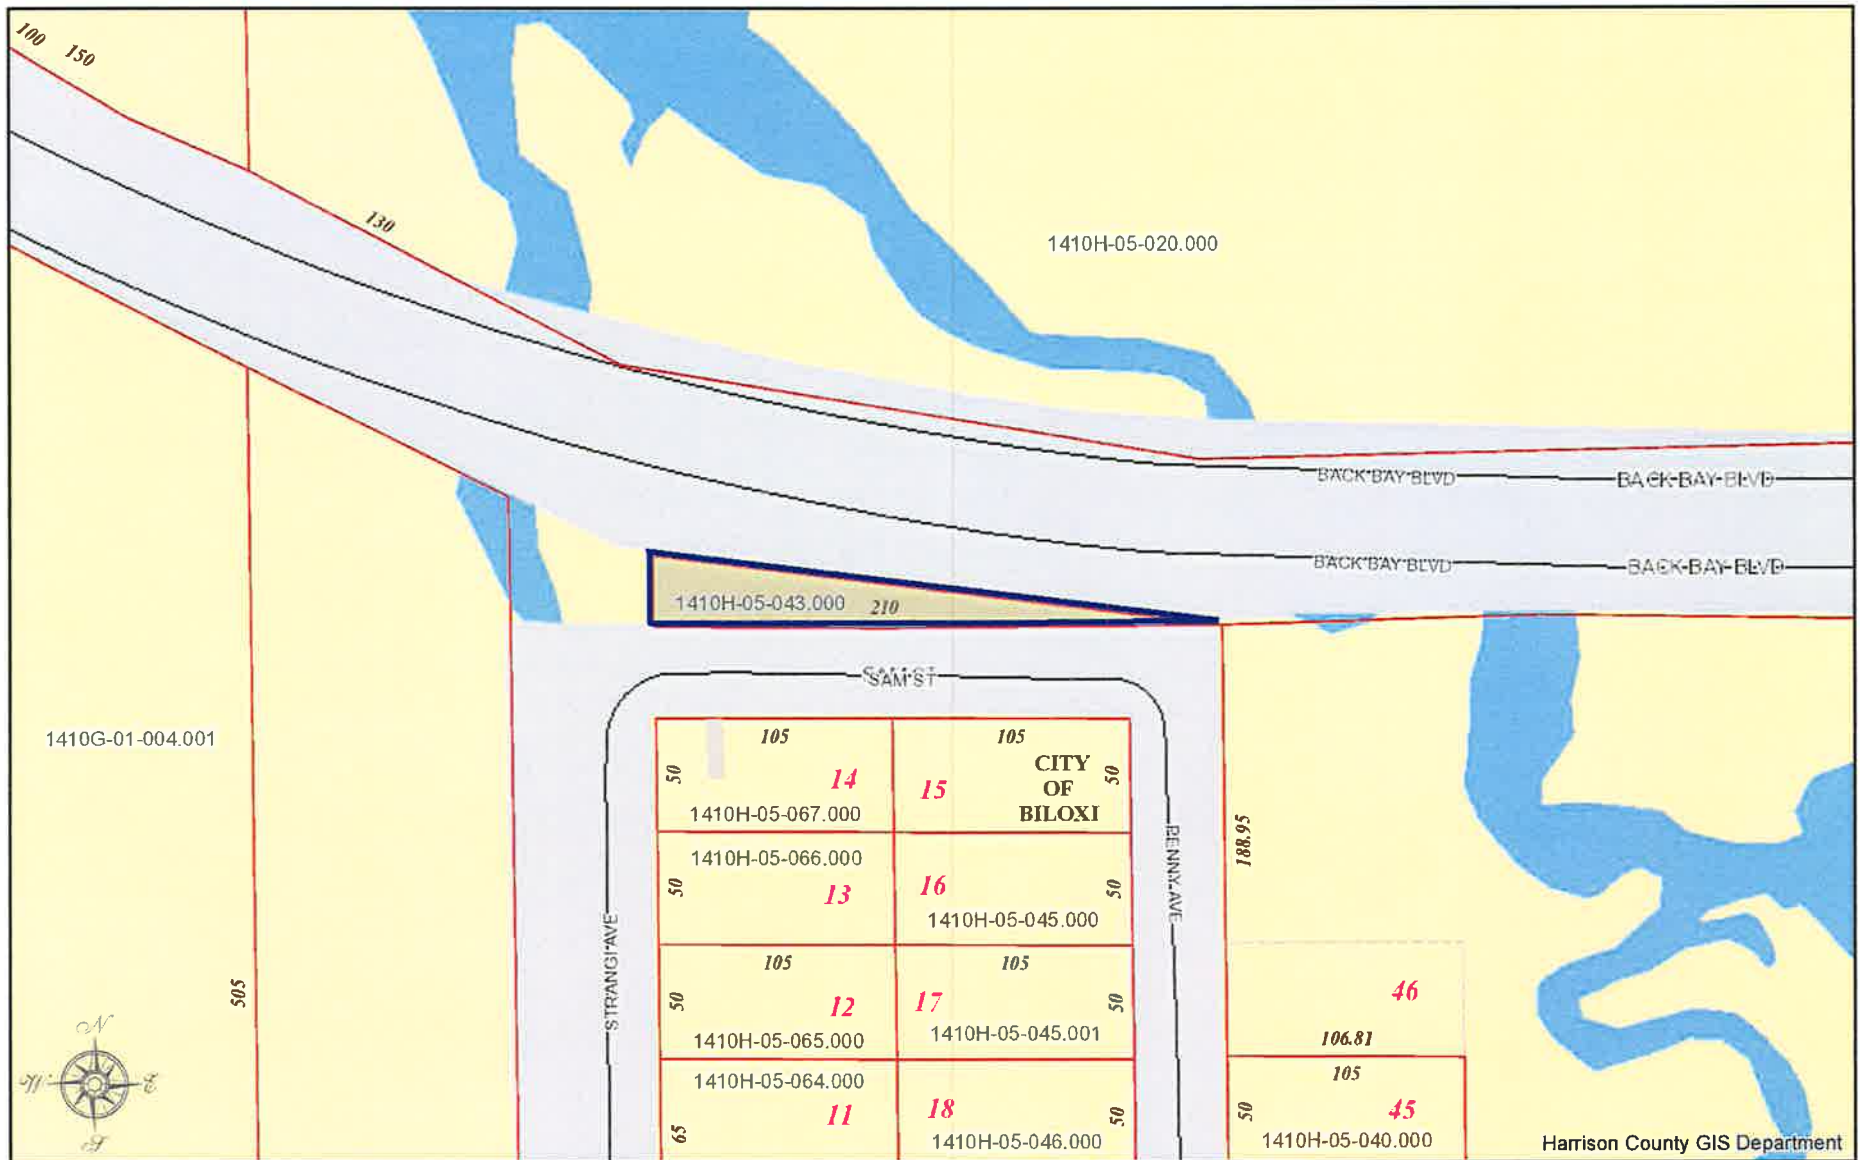 100
150
130
1410H-05-020.000
BACK BAY BLVD
BACK-BAY-BLVD
BACK BAY BLVD
BACK-BAY-BLVD
1410H-05-043.000 210
SAM ST
1410G-01-004.001
105
105
50
14
15
CITY
OF
BILOXI
50
1410H-05-067.000
1410H-05-066.000
50
13
16
50
1410H-05-045.000
188.95
PENNY AVE
STRANGI AVE
505
105
105
50
12
17
50
1410H-05-065.000
1410H-05-045.001
46
106.81
1410H-05-064.000
105
65
11
18
50
1410H-05-046.000
50
45
1410H-05-040.000
N
W
E
S
Harrison County GIS Department